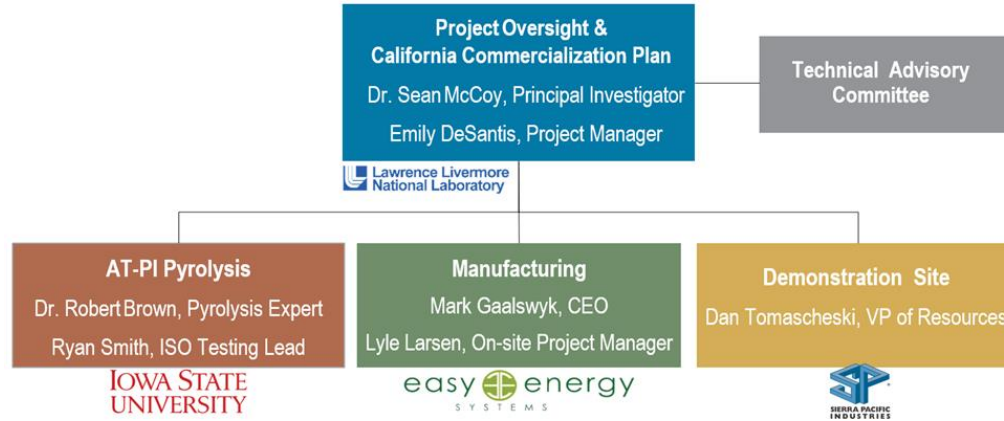 Project Oversight &
California Commercialization Plan
Dr. Sean McCoy, Principal Investigator
Emily DeSantis, Project Manager
Technical Advisory
Committee
Lawrence Livermore
National Laboratory
AT-PI Pyrolysis
Dr. Robert Brown, Pyrolysis Expert
Ryan Smith, ISO Testing Lead
IOWA STATE
UNIVERSITY
Manufacturing
Mark Gaalswyk, CEO
Lyle Larsen, On-site Project Manager
easy energy
SYSTEMS
Demonstration Site
Dan Tomascheski, VP of Resources
SIERRA PACIFIC
INDUSTRIES